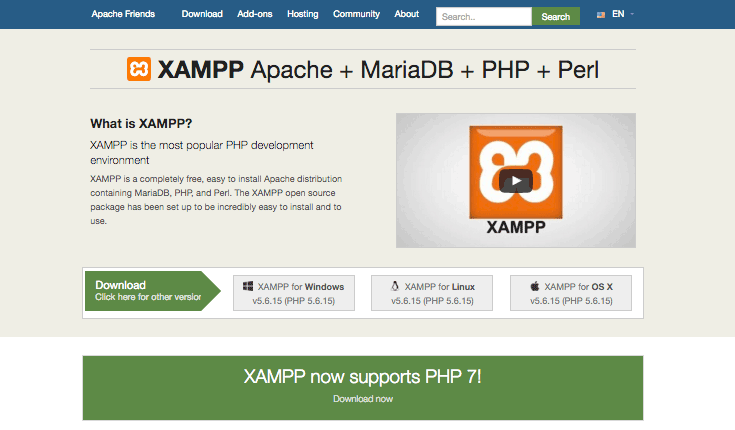 Apache Friends Download Add-ons Hosting Community About Search... Search EN
XAMPP Apache + MariaDB + PHP + Perl
What is XAMPP?
XAMPP is the most popular PHP development
environment
XAMPP is a completely free, easy to install Apache distribution
containing MariaDB, PHP, and Perl. The XAMPP open source
package has been set up to be incredibly easy to install and to
use.
XAMPP
Download
Click here for other version
XAMPP for Windows
v5.6.15 (PHP 5.6.15)
XAMPP for Linux
v5.6.15 (PHP 5.6.15)
XAMPP for OS X
v5.6.15 (PHP 5.6.15)
XAMPP now supports PHP 7!
Download now